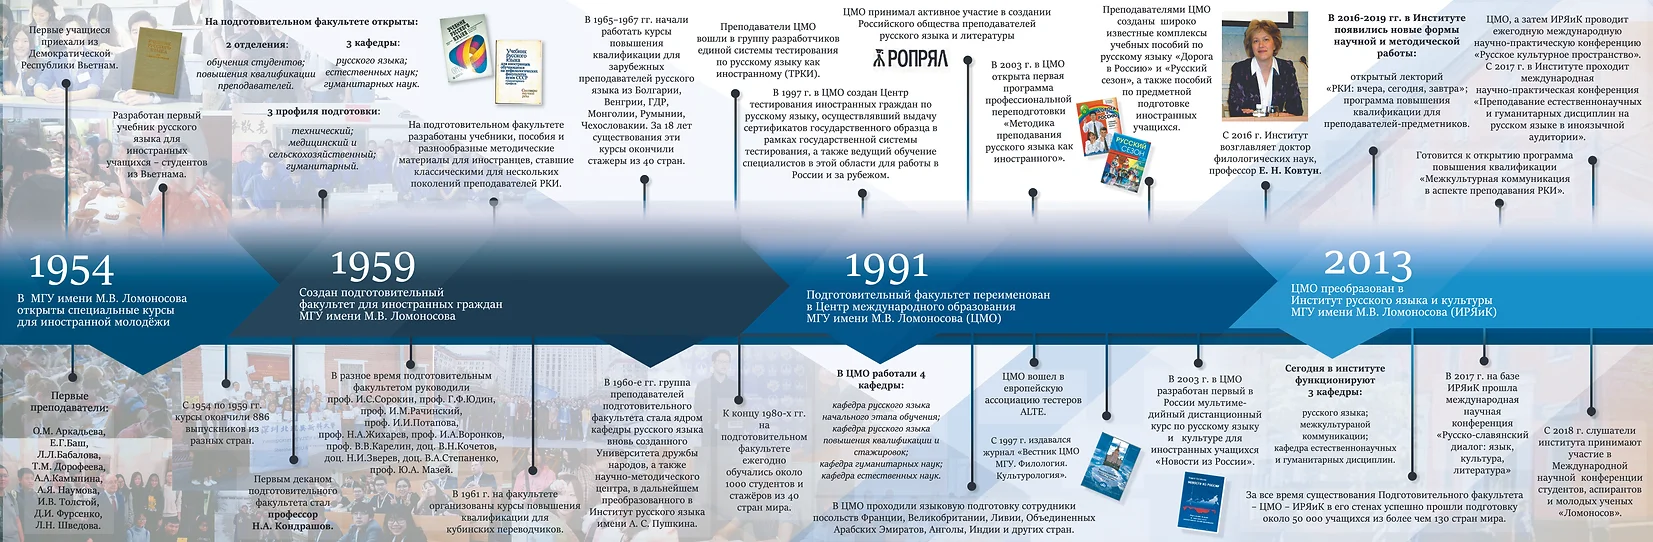 Первые учащиеся
приехали из
Демократической
Республики Вьетнам.
Разработан первый
учебник русского
языка для
иностранных
учащихся – студентов
из Вьетнама.
На подготовительном факультете открыты:
2 отделения:
обучения студентов;
повышения квалификации
преподавателей.
3 кафедры:
русского языка;
естественных наук;
гуманитарных наук.
3 профиля подготовки:
технический;
медицинский и
сельскохозяйственный;
гуманитарный.
На подготовительном факультете
разработаны учебники, пособия и
разнообразные методические
материалы для иностранцев, ставшие
классическими для нескольких
поколений преподавателей РКИ.
В 1965–1967 гг. начали
работать курсы
повышения
квалификации для
зарубежных
преподавателей русского
языка из Болгарии,
Венгрии, ГДР,
Монголии, Румынии,
Чехословакии. За 18 лет
существования эти
курсы окончили
стажеры из 40 стран.
Преподаватели ЦМО
вошли в группу разработчиков
единой системы тестирования
по русскому языку как
иностранному (ТРКИ).
В 1997 г. в ЦМО создан Центр
тестирования иностранных граждан по
русскому языку, осуществлявший выдачу
сертификатов государственного образца в
рамках государственной системы
тестирования, а также ведущий обучение
специалистов в этой области для работы в
России и за рубежом.
ЦМО принимал активное участие в создании
Российского общества преподавателей
русского языка и литературы
РОПРЯЛ
В 2003 г. в ЦМО
открыта первая
программа
профессиональной
переподготовки
«Методика
преподавания
русского языка как
иностранного».
Преподавателями ЦМО
созданы широко
известные комплексы
учебных пособий по
русскому языку «Дорога
в Россию» и «Русский
сезон», а также пособий
по предметной
подготовке
иностранных
учащихся.
РУССКИЙ
СЕЗОН
С 2016 г. Институт
возглавляет доктор
филологических наук,
профессор Е. Н. Ковтун.
В 2016-2019 гг. в Институте
появились новые формы
научной и методической
работы:
открытый лекторий
«РКИ: вчера, сегодня, завтра»;
программа повышения
квалификации для
преподавателей-предметников.
ЦМО, а затем ИРЯиК проводит
ежегодную международную
научно-практическую конференцию
«Русское культурное пространство».
С 2017 г. в Институте проходит
международная
научно-практическая конференция
«Преподавание естественнонаучных
и гуманитарных дисциплин на
русском языке в иноязычной
аудитории».
Готовится к открытию программа
повышения квалификации
«Межкультурная коммуникация
в аспекте преподавания РКИ».
1954
В МГУ имени М.В. Ломоносова
открыты специальные курсы
для иностранной молодёжи
1959
Создан подготовительный
факультет для иностранных граждан
МГУ имени М.В. Ломоносова
1991
Подготовительный факультет переименован
в Центр международного образования
МГУ имени М.В. Ломоносова (ЦМО)
2013
ЦМО преобразован в
Институт русского языка и культуры
МГУ имени М.В. Ломоносова (ИРЯиК)
Первые
преподаватели:
О.М. Аркадьева,
Е.Г.Баш,
Л.Л.Бабалова,
Т.М. Дорофеева,
А.А.Камынина,
А.Я. Наумова,
И.В. Толстой,
Д.И. Фурсенко,
Л.Н. Шведова.
С 1954 по 1959 гг.
курсы окончили 886
выпускников из
разных стран.
Первым деканом
подготовительного
факультета стал
профессор
Н.А. Кондрашов.
В разное время подготовительным
факультетом руководили
проф. И.С.Сорокин, проф. Г.Ф.Юдин,
проф. И.М.Рачинский,
проф. И.И.Потапова,
проф. Н.А.Жихарев, проф. И.А.Воронков,
проф. В.В.Карелин, доц. В.Н.Кочетов,
доц. Н.И.Зверев, доц. В.А.Степаненко,
проф. Ю.А. Мазей.
В 1961 г. на факультете
организованы курсы повышения
квалификации для
кубинских переводчиков.
В 1960-е гг. группа
преподавателей
подготовительного
факультета стала ядром
кафедры русского языка
вновь созданного
Университета дружбы
народов, а также
научно-методического
центра, в дальнейшем
преобразованного в
Институт русского языка
имени А. С. Пушкина.
К концу 1980-х гг.
на
подготовительном
факультете
ежегодно
обучались около
1000 студентов и
стажёров из 40
стран мира.
В ЦМО работали 4
кафедры:
кафедра русского языка
начального этапа обучения;
кафедра русского языка
повышения квалификации и
стажировок;
кафедра гуманитарных наук;
кафедра естественных наук.
В ЦМО проходили языковую подготовку сотрудники
посольств Франции, Великобритании, Ливии, Объединенных
Арабских Эмиратов, Анголы, Индии и других стран.
ЦМО вошел в
европейскую
ассоциацию тестеров
ALTE.
С 1997 г. издавался
журнал «Вестник ЦМО
МГУ. Филология.
Культурология».
В 2003 г. в ЦМО
разработан первый в
России мультиме-
дийный дистанционный
курс по русскому языку
и культуре для
иностранных учащихся
«Новости из России».
Сегодня в институте
функционируют
3 кафедры:
русского языка;
межкультураной
коммуникации;
кафедра естественнонаучных
и гуманитарных дисциплин.
За все время существования Подготовительного факультета
– ЦМО – ИРЯиК в его стенах успешно прошли подготовку
около 50 000 учащихся из более чем 130 стран мира.
В 2017 г. на базе
ИРЯиК прошла
международная
научная
конференция
«Русско-славянский
диалог: язык,
культура,
литература»
С 2018 г. слушатели
института принимают
участие в
Международной
научной конференции
студентов, аспирантов
и молодых ученых
«Ломоносов».